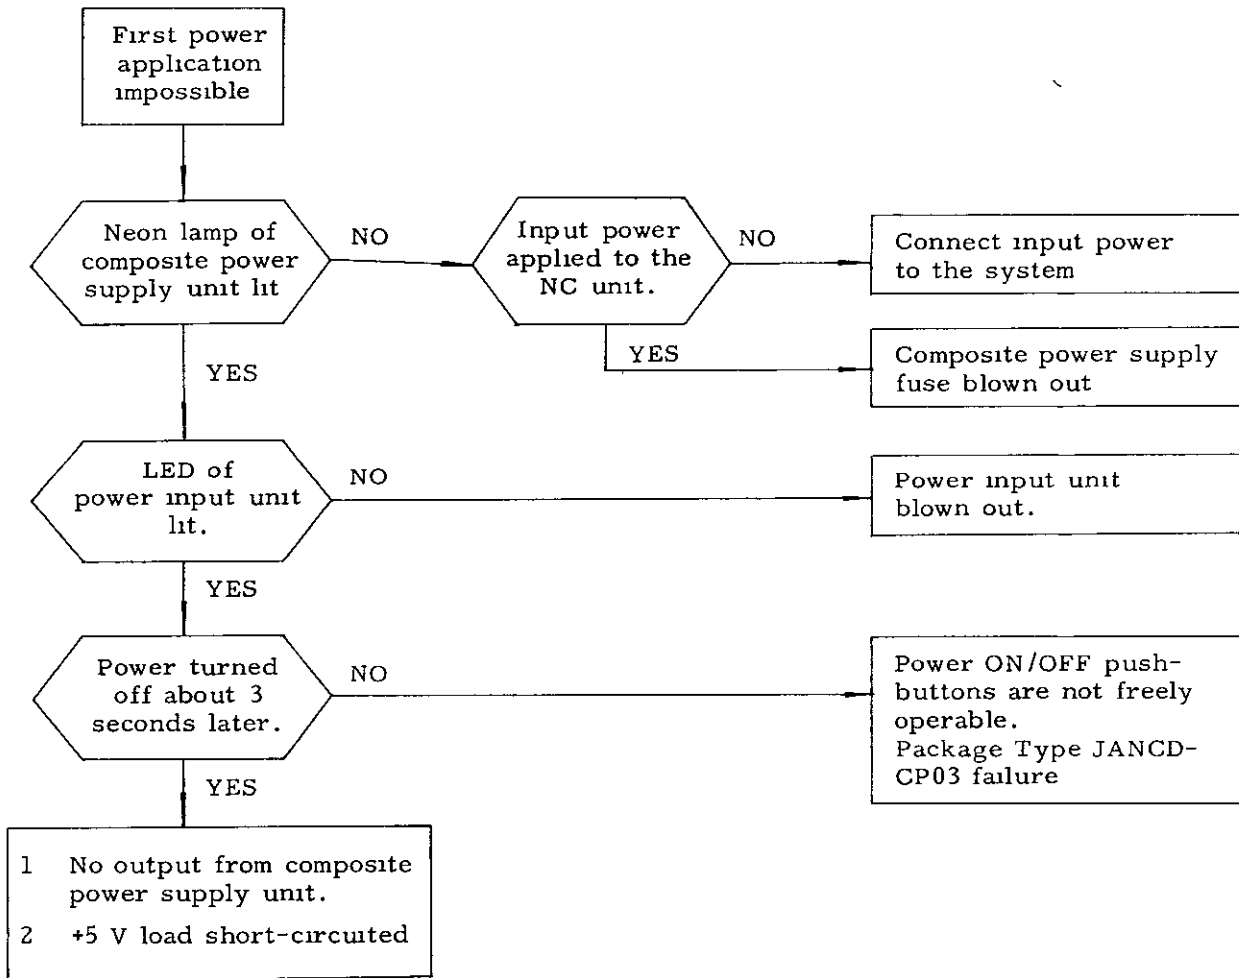 First power
application
impossible
Neon lamp of
composite power
supply unit lit
NO
Input power
applied to the
NC unit.
NO
Connect input power
to the system
YES
Composite power supply
fuse blown out
YES
LED of
power input unit
lit.
NO
Power input unit
blown out.
YES
Power turned
off about 3
seconds later.
NO
Power ON/OFF push-
buttons are not freely
operable.
Package Type JANCD-
CP03 failure
YES
1 No output from composite
power supply unit.
2 +5 V load short-circuited